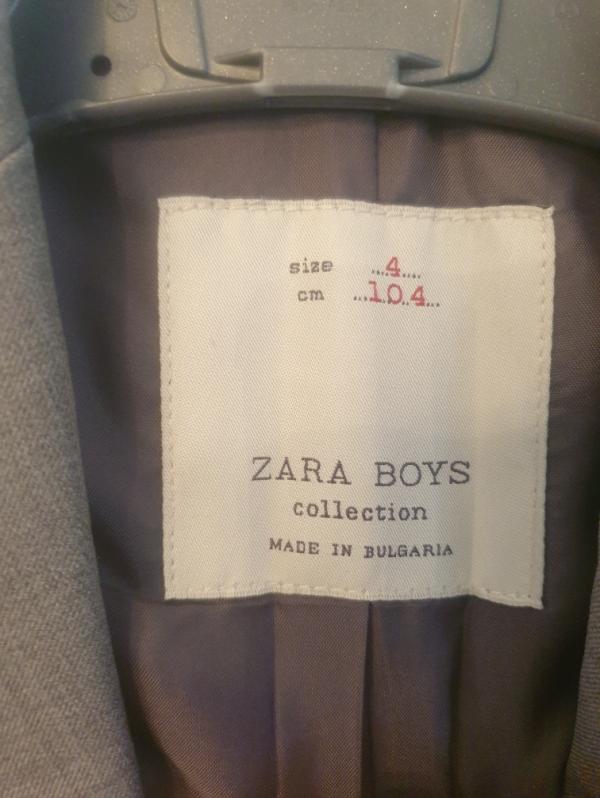 size ...4....
cm ...104...
ZARA BOYS
collection
MADE IN BULGARIA